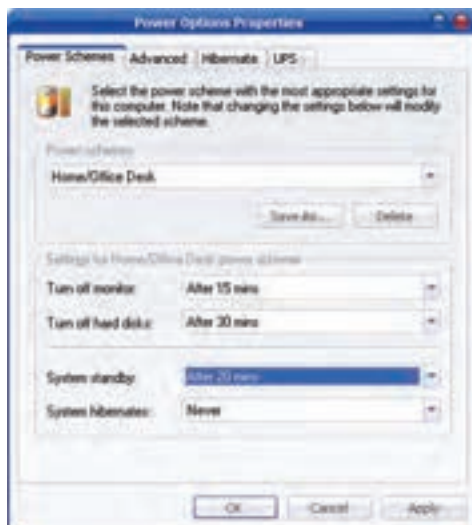 Power Options Properties
Power Schemes Advanced Hibernate UPS
Select the power scheme with the most appropriate settings for
this computer. Note that changing the settings below will modify
the selected scheme.
Power schemes
Home/Office Desk
Save As... Delete
Settings for Home/Office Desk power scheme
Turn off monitor: After 15 mins
Turn off hard disks: After 30 mins
System standby: After 20 mins
System hibernates: Never
OK Cancel Apply